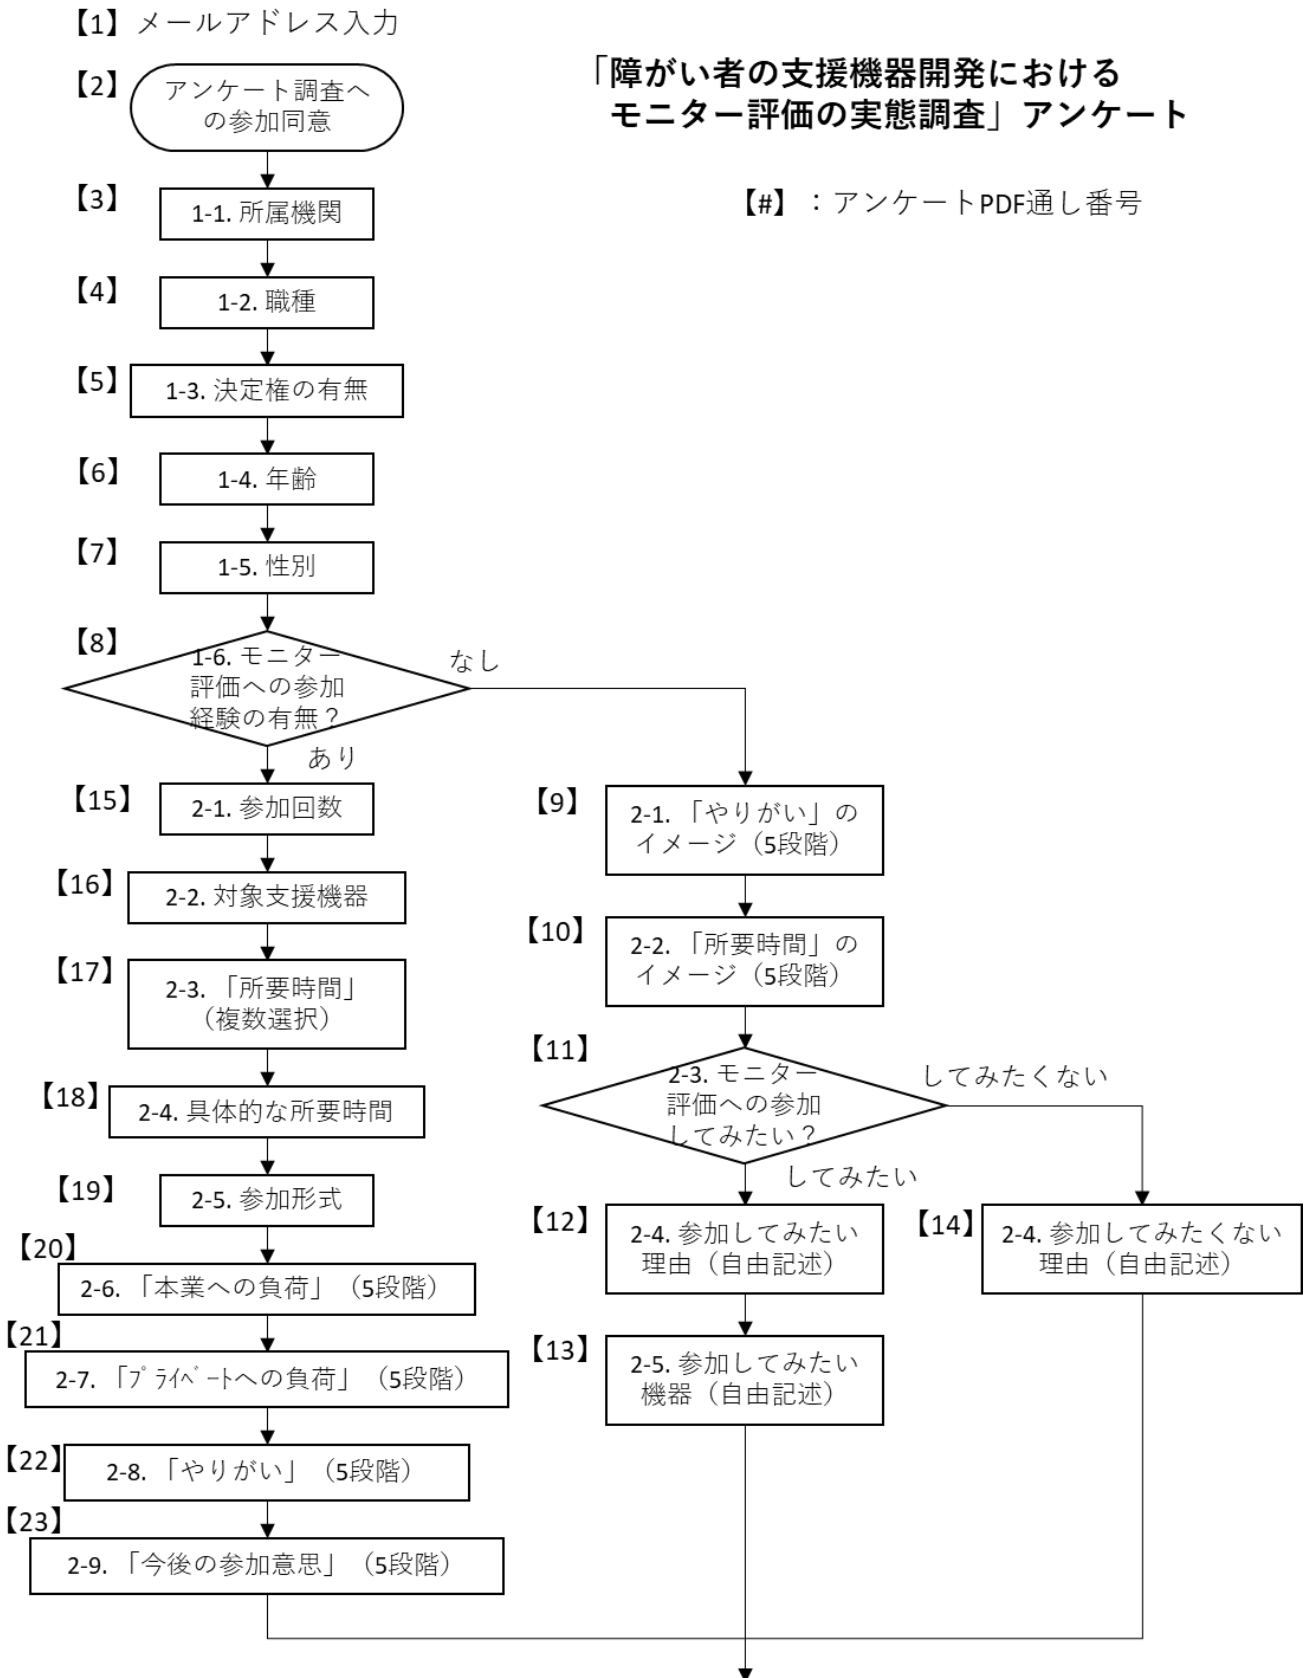 【1】メールアドレス入力
「障がい者の支援機器開発における
モニター評価の実態調査」アンケート
【#】：アンケートPDF通し番号
【2】
アンケート調査へ
の参加同意
【3】
1-1. 所属機関
【4】
1-2. 職種
【5】
1-3. 決定権の有無
【6】
1-4. 年齢
【7】
1-5. 性別
【8】
1-6. モニター
評価への参加
経験の有無？
なし
あり
【15】
2-1. 参加回数
【16】
2-2. 対象支援機器
【17】
2-3. 「所要時間」
（複数選択）
【18】
2-4. 具体的な所要時間
【19】
2-5. 参加形式
【20】
2-6. 「本業への負荷」（5段階）
【21】
2-7. 「ﾌﾟﾗｲﾍﾞｰﾄへの負荷」（5段階）
【22】
2-8. 「やりがい」（5段階）
【23】
2-9. 「今後の参加意思」（5段階）
【9】
2-1. 「やりがい」の
イメージ（5段階）
【10】
2-2. 「所要時間」の
イメージ（5段階）
【11】
2-3. モニター
評価への参加
してみたい？
してみたくない
してみたい
【12】
2-4. 参加してみたい
理由（自由記述）
【13】
2-5. 参加してみたい
機器（自由記述）
【14】
2-4. 参加してみたくない
理由（自由記述）